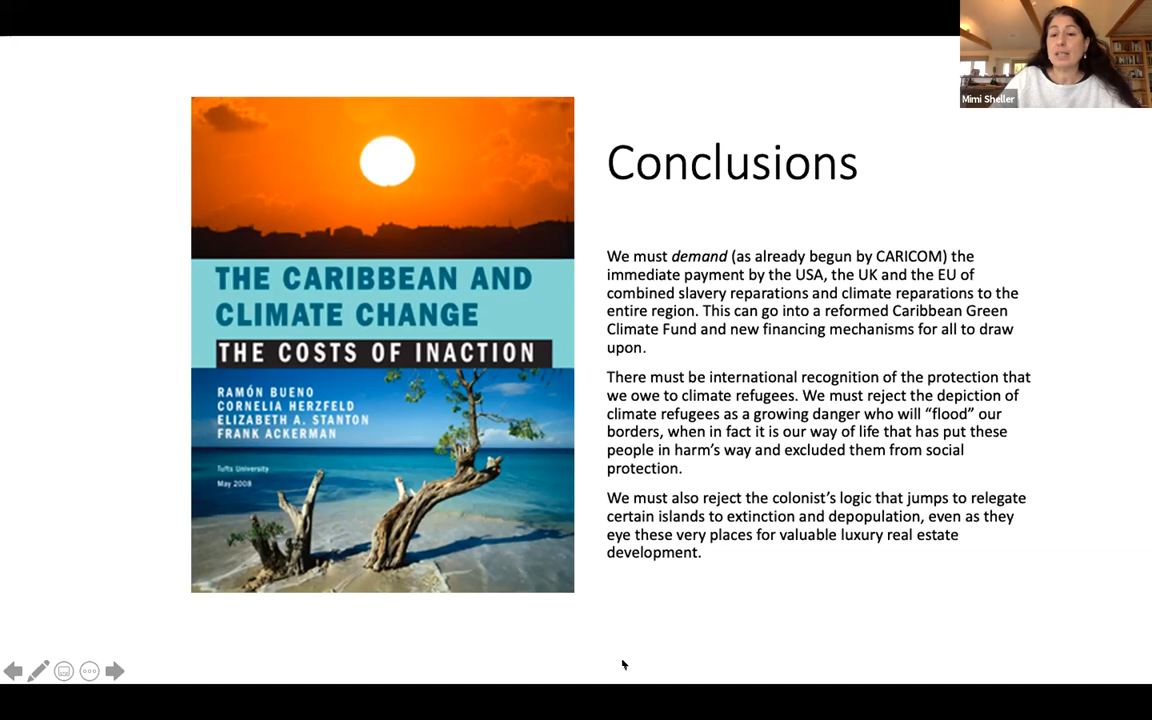 Mimi Sheller
THE CARIBBEAN AND
CLIMATE CHANGE
THE COSTS OF INACTION
RAMÓN BUENO
CORNELIA HERZFELD
ELIZABETH A. STANTON
FRANK ACKERMAN
Tufts University
May 2008
Conclusions
We must demand (as already begun by CARICOM) the
immediate payment by the USA, the UK and the EU of
combined slavery reparations and climate reparations to the
entire region. This can go into a reformed Caribbean Green
Climate Fund and new financing mechanisms for all to draw
upon.
There must be international recognition of the protection that
we owe to climate refugees. We must reject the depiction of
climate refugees as a growing danger who will “flood” our
borders, when in fact it is our way of life that has put these
people in harm’s way and excluded them from social
protection.
We must also reject the colonist’s logic that jumps to relegate
certain islands to extinction and depopulation, even as they
eye these very places for valuable luxury real estate
development.